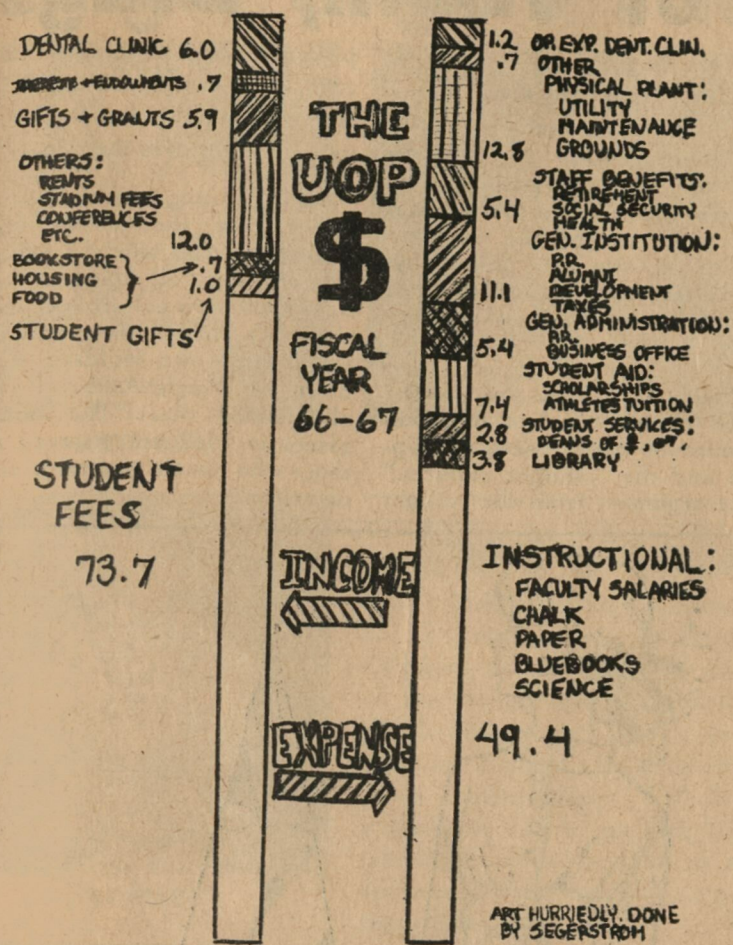 DENTAL CLINIC 6.0
INTERESTS + ENDOWMENTS .7
GIFTS + GRANTS 5.9
OTHERS:
RENTS
STADIUM FEES
CONFERENCES
ETC. 12.0
BOOKSTORE .7
HOUSING 1.0
FOOD
STUDENT GIFTS
STUDENT
FEES
73.7
THE
UOP
$
FISCAL
YEAR
66-67
INCOME
EXPENSE
1.2 OR EXP. DENT. CLIN.
.7 OTHER
PHYSICAL PLANT:
UTILITY
MAINTENANCE
12.8 GROUNDS
STAFF BENEFITS:
RETIREMENT
5.4 SOCIAL SECURITY
HEALTH
GEN. INSTITUTION:
P.R.
ALUMNI
11.1 DEVELOPMENT
TAXES
GEN. ADMINISTRATION:
5.4 BUSINESS OFFICE
STUDENT AID:
SCHOLARSHIPS
7.4 ATHLETES TUITION
2.8 STUDENT SERVICES:
DEANS OF
3.8 LIBRARY
INSTRUCTIONAL:
FACULTY SALARIES
CHALK
PAPER
BLUEBOOKS
SCIENCE
49.4
ART HURRIEDLY. DONE
BY SEGERSTROM